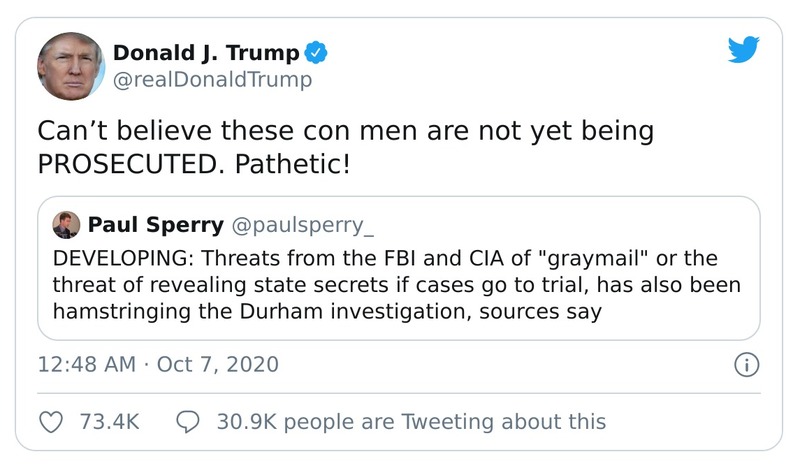 Donald J. Trump
@realDonaldTrump
Can’t believe these con men are not yet being
PROSECUTED. Pathetic!
Paul Sperry @paulsperry_
DEVELOPING: Threats from the FBI and CIA of "graymail" or the
threat of revealing state secrets if cases go to trial, has also been
hamstringing the Durham investigation, sources say
12:48 AM · Oct 7, 2020
73.4K 30.9K people are Tweeting about this